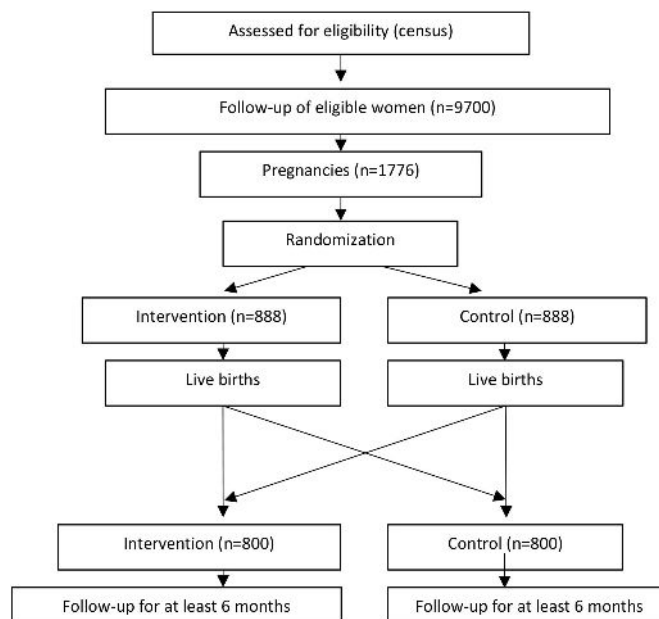 Assessed for eligibility (census)
Follow-up of eligible women (n=9700)
Pregnancies (n=1776)
Randomization
Intervention (n=888)
Control (n=888)
Live births
Live births
Intervention (n=800)
Control (n=800)
Follow-up for at least 6 months
Follow-up for at least 6 months